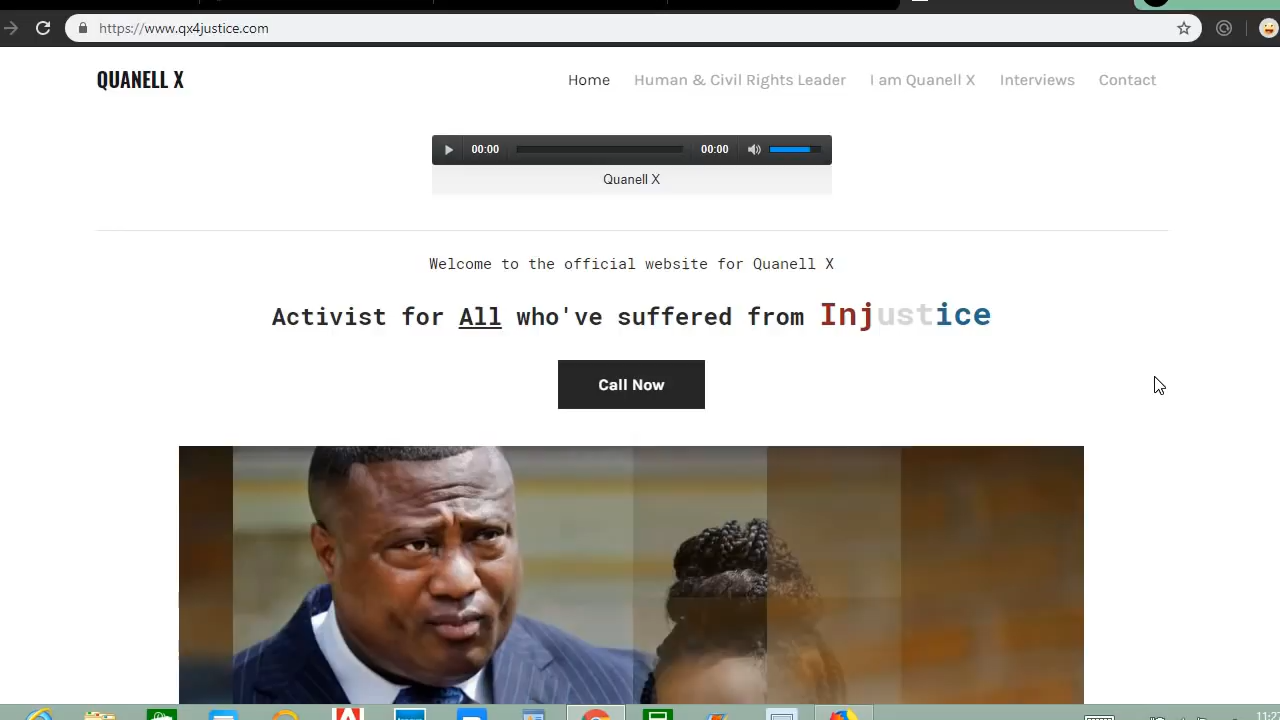 https://www.qx4justice.com
QUANELL X
Home Human & Civil Rights Leader I am Quanell X Interviews Contact
00:00 00:00
Quanell X
Welcome to the official website for Quanell X
Activist for All who've suffered from Injustice
Call Now